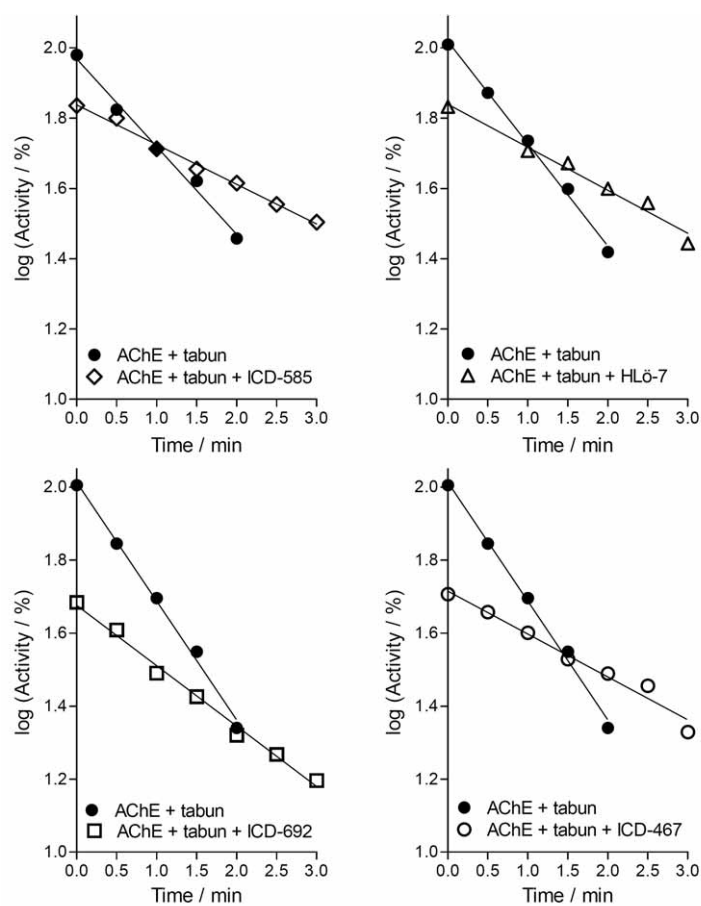 log (Activity / %)
2.0
1.8
1.6
1.4
1.2
1.0
AChE + tabun
AChE + tabun + ICD-585
0.0 0.5 1.0 1.5 2.0 2.5 3.0
Time / min
log (Activity / %)
2.0
1.8
1.6
1.4
1.2
1.0
AChE + tabun
AChE + tabun + HLö-7
0.0 0.5 1.0 1.5 2.0 2.5 3.0
Time / min
log (Activity / %)
2.0
1.8
1.6
1.4
1.2
1.0
AChE + tabun
AChE + tabun + ICD-692
0.0 0.5 1.0 1.5 2.0 2.5 3.0
Time / min
log (Activity / %)
2.0
1.8
1.6
1.4
1.2
1.0
AChE + tabun
AChE + tabun + ICD-467
0.0 0.5 1.0 1.5 2.0 2.5 3.0
Time / min